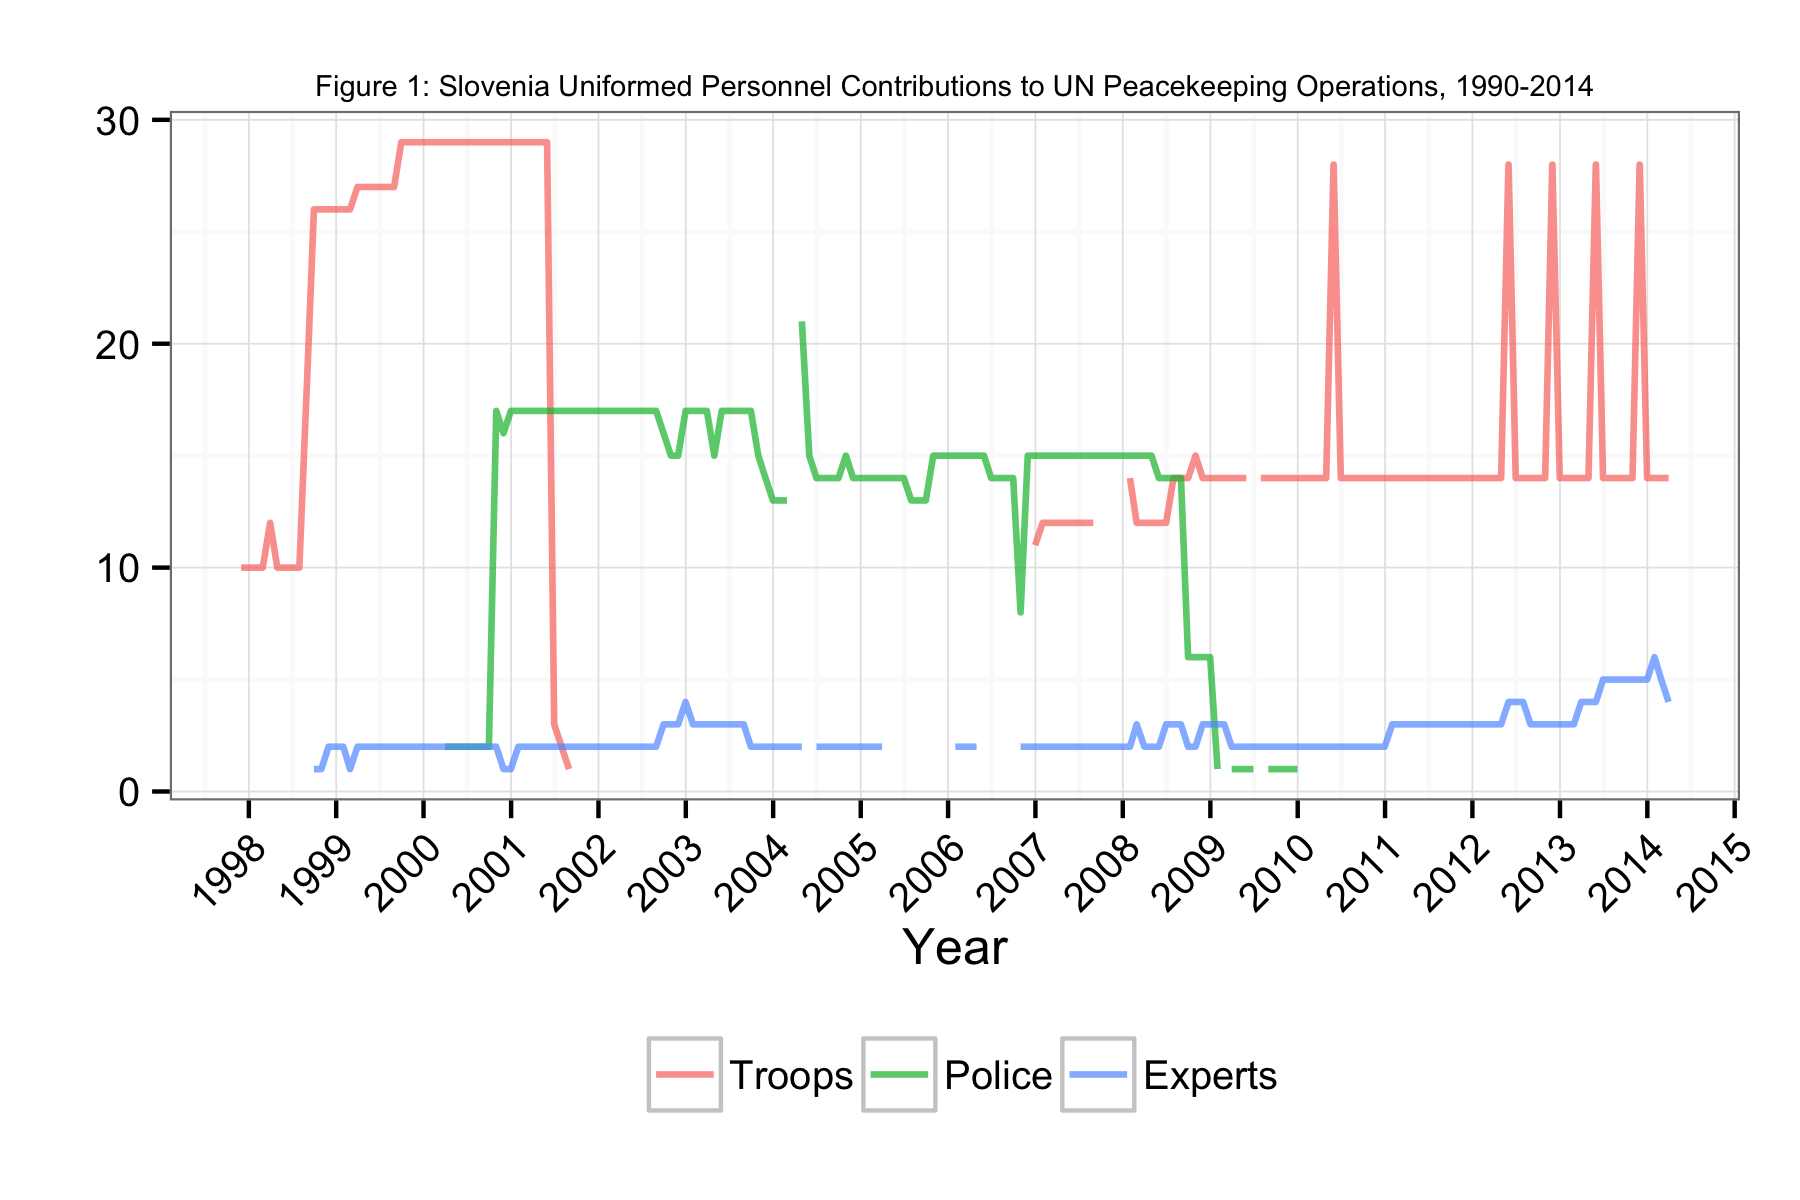 Figure 1: Slovenia Uniformed Personnel Contributions to UN Peacekeeping Operations, 1990-2014
30
20
10
0
1998 1999 2000 2001 2002 2003 2004 2005 2006 2007 2008 2009 2010 2011 2012 2013 2014 2015
Year
Troops Police Experts